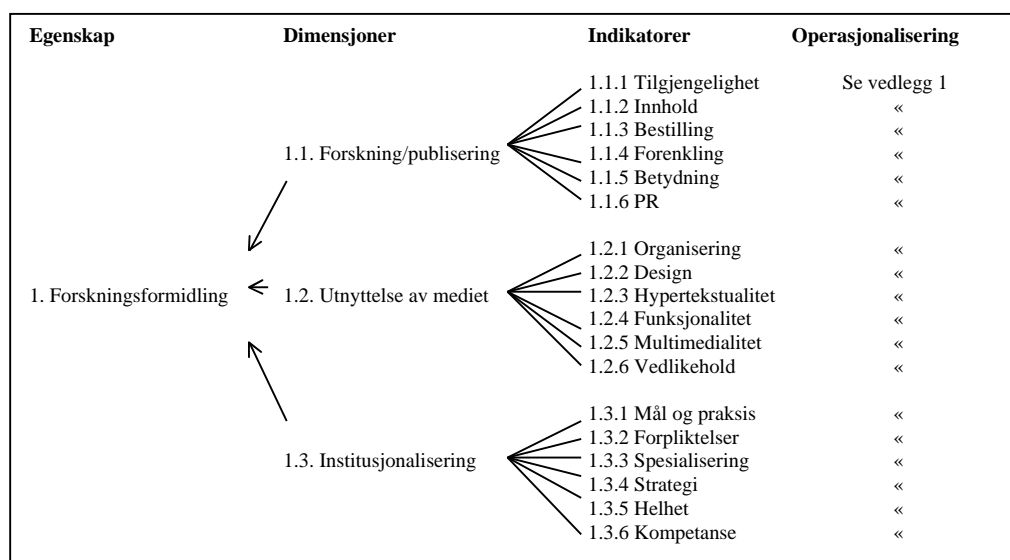 Egenskap Dimensjoner Indikatorer Operasjonalisering
1.1.1 Tilgjengelighet Se vedlegg 1
1.1.2 Innhold «
1.1.3 Bestilling «
1.1. Forskning/publisering 1.1.4 Forenkling «
1.1.5 Betydning «
1.1.6 PR «
1.2.1 Organisering «
1.2.2 Design «
1. Forskningsformidling 1.2. Utnyttelse av mediet 1.2.3 Hypertekstualitet «
1.2.4 Funksjonalitet «
1.2.5 Multimedialitet «
1.2.6 Vedlikehold «
1.3.1 Mål og praksis «
1.3.2 Forpliktelser «
1.3. Institusjonalisering 1.3.3 Spesialisering «
1.3.4 Strategi «
1.3.5 Helhet «
1.3.6 Kompetanse «